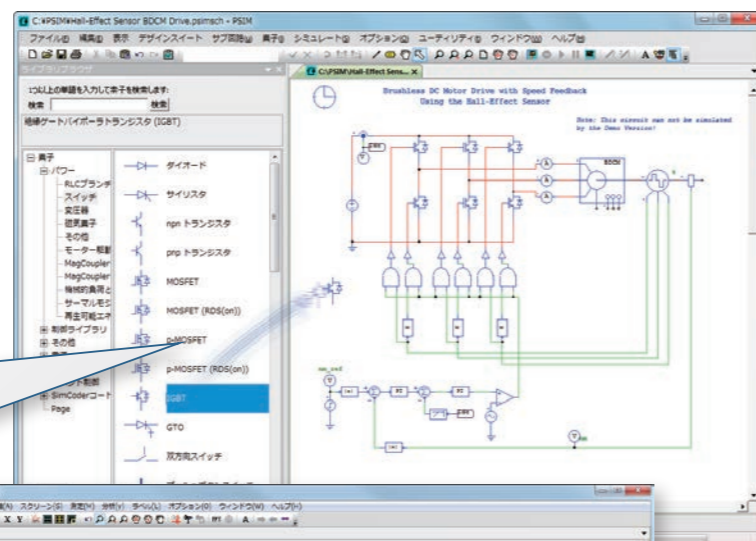 C:¥PSIM¥Hall-Effect Sensor BDCM Drive.psimsch - PSIM
ファイル 編集 表示 デザインスイート サブ回路 素子 シミュレート オプション ユーティリティ ウィンドウ ヘルプ
ライブラリブラウザ
1つ以上の単語を入力して素子を検索します:
検索 検索
絶縁ゲートバイポーラトランジスタ (IGBT)
素子
パワー
RLCブランチ
スイッチ
変圧器
磁気素子
その他
モーター駆動
MagCoupler
MagCoupler
機械的負荷と
サーマルモジ
再生可能エネ
制御ライブラリ
その他
SimCoderコード
Page
ダイオード
サイリスタ
npn トランジスタ
pnp トランジスタ
MOSFET
MOSFET (RDS(on))
p-MOSFET
p-MOSFET (RDS(on))
IGBT
GTO
双方向スイッチ
C:¥PSIM¥Hall-Effect Sens...
Brushless DC Motor Drive with Speed Feedback
Using the Hall-Effect Sensor
Note: This circuit can not be simulated
by the Demo Version!
BDCM
スクリーン(S) 測定(M) 分析(y) ラベル(L) オプション(O) ウィンドウ(W) ヘルプ(H)